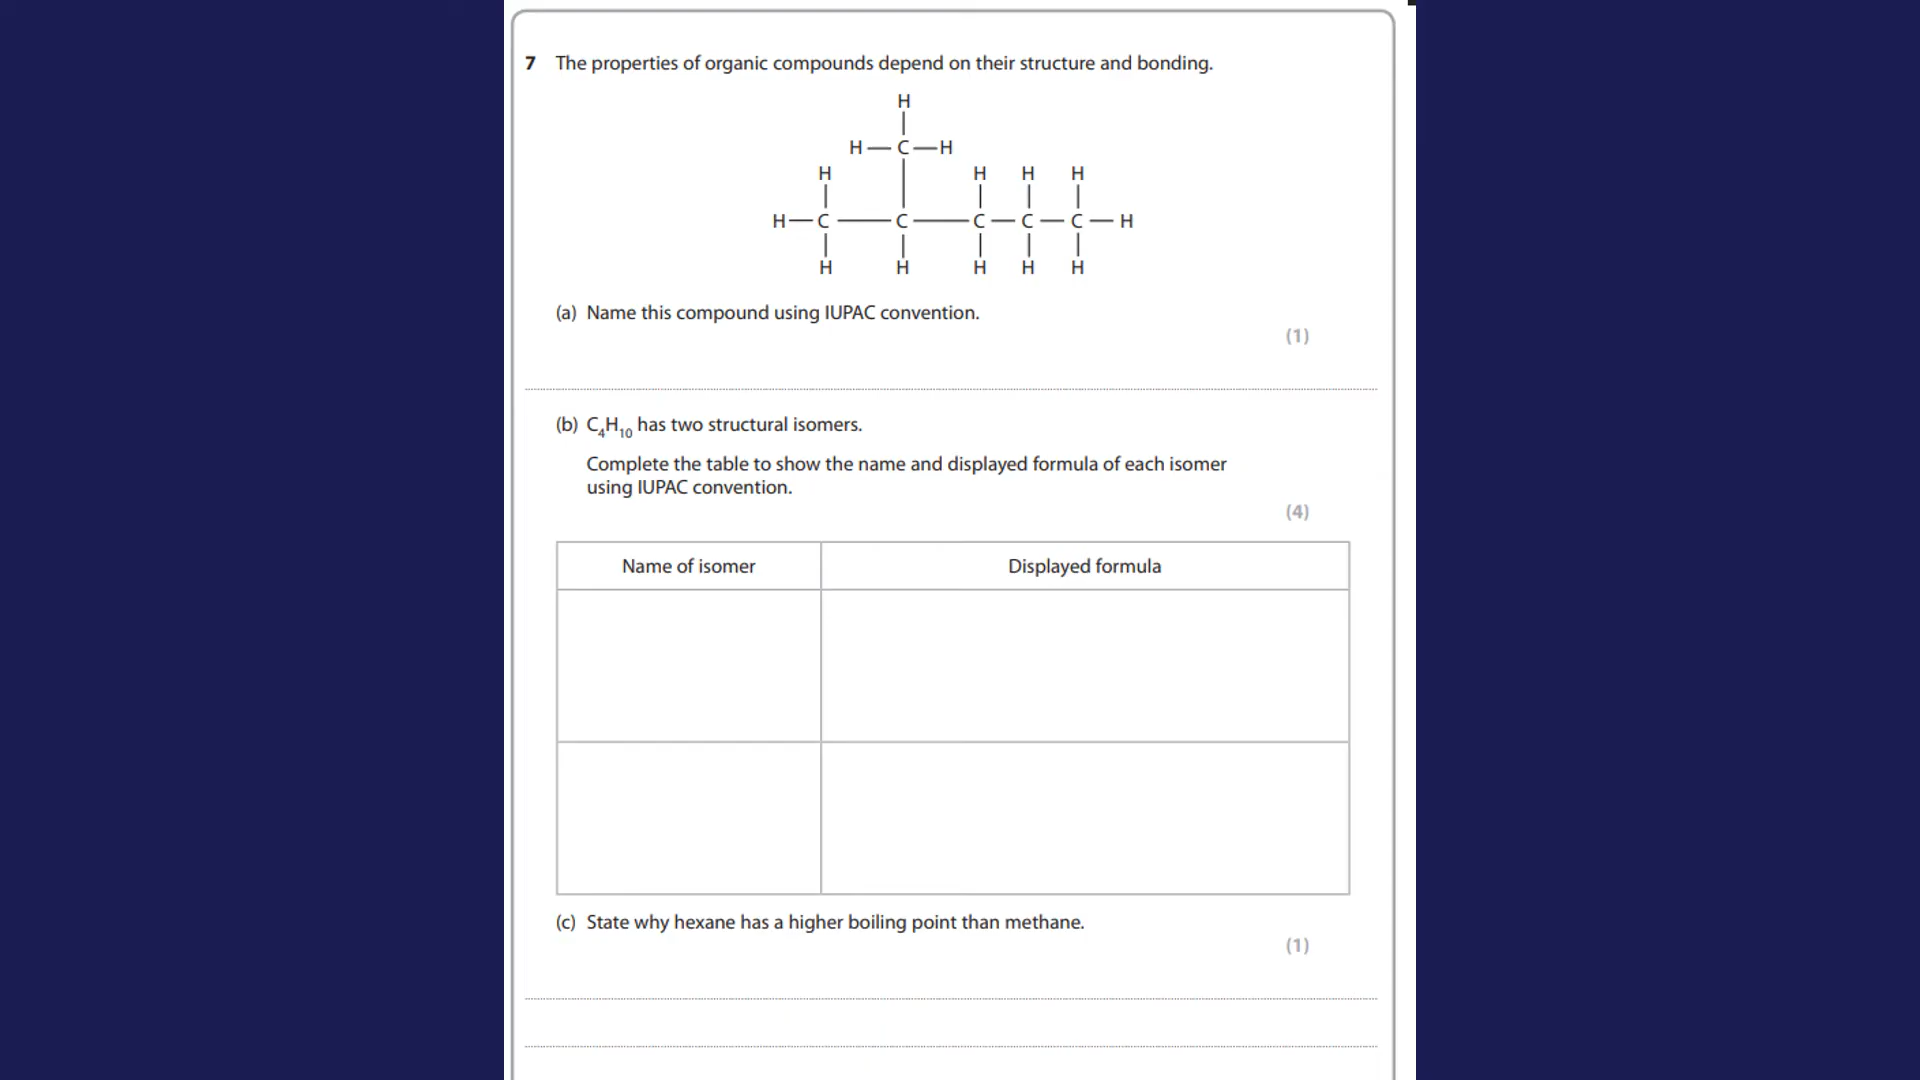 7 The properties of organic compounds depend on their structure and bonding.
H
H — C — H
H H H H
H — C — C — C — C — C — H
H H H H H
(a) Name this compound using IUPAC convention.
(1)
(b) C₄H₁₀ has two structural isomers.
Complete the table to show the name and displayed formula of each isomer
using IUPAC convention.
(4)
Name of isomer Displayed formula
(c) State why hexane has a higher boiling point than methane.
(1)